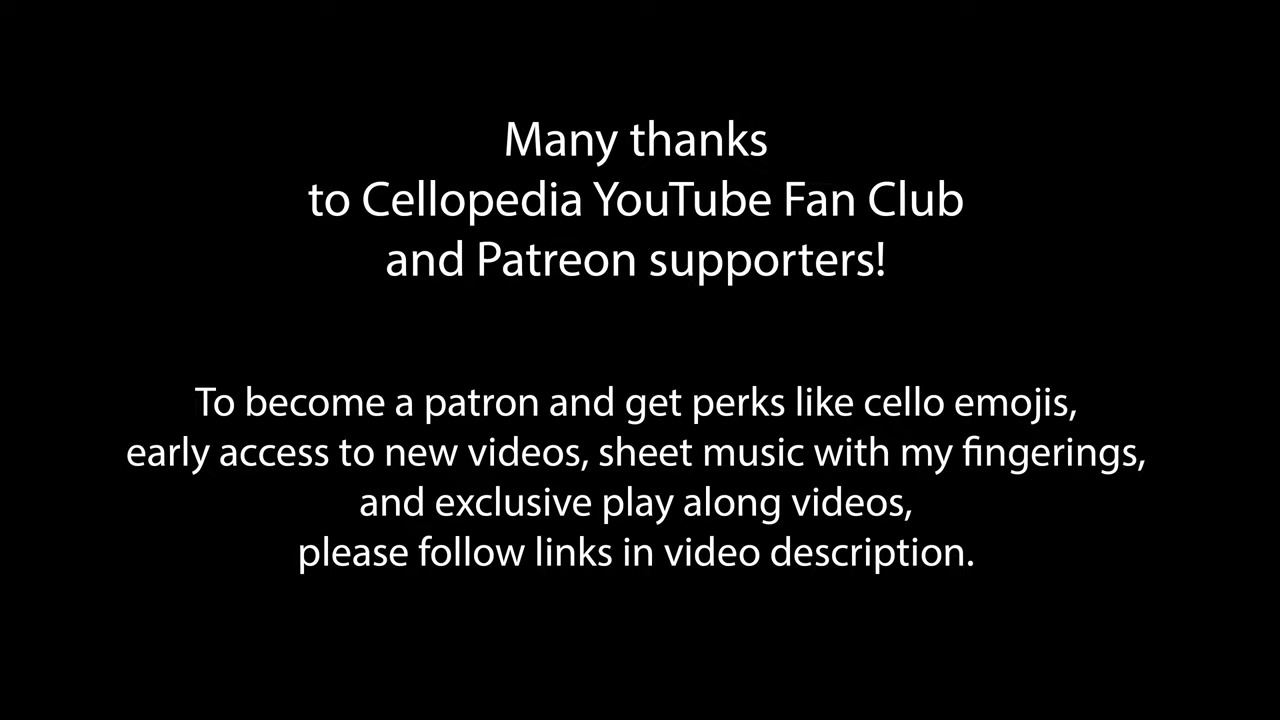 Many thanks
to Cellopedia YouTube Fan Club
and Patreon supporters!
To become a patron and get perks like cello emojis,
early access to new videos, sheet music with my fingerings,
and exclusive play along videos,
please follow links in video description.